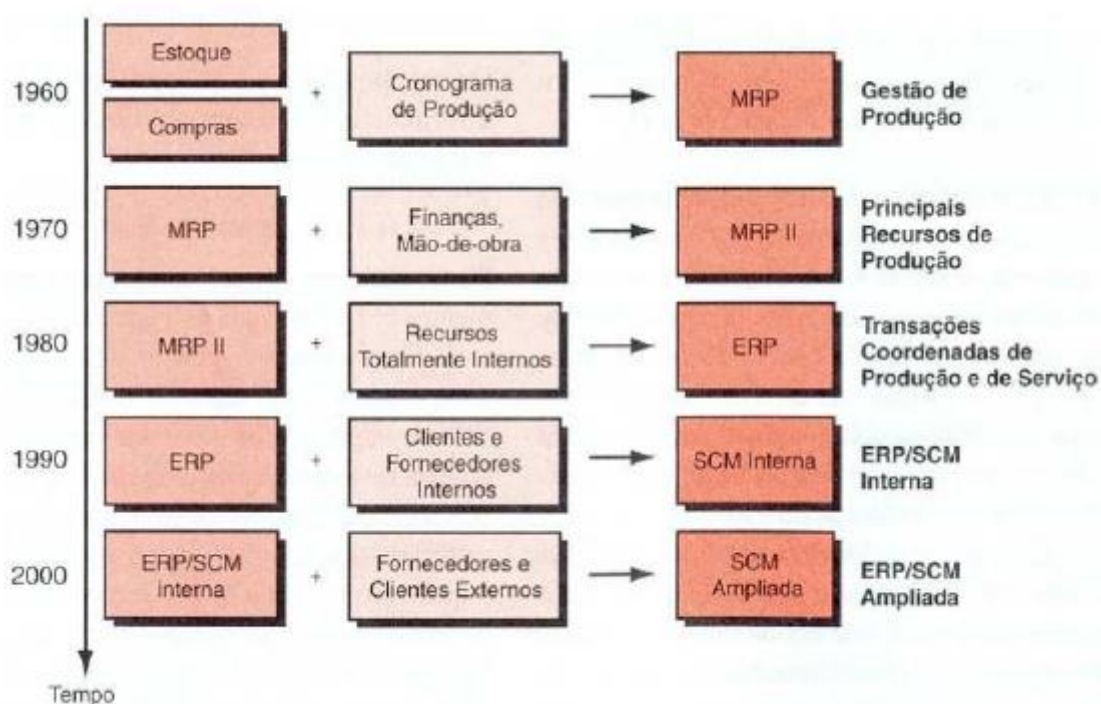 Estoque
1960
Compras
+
Cronograma
de Produção
MRP
Gestão de
Produção
1970
MRP
+
Finanças,
Mão-de-obra
MRP II
Principais
Recursos de
Produção
1980
MRP II
+
Recursos
Totalmente Internos
ERP
Transações
Coordenadas de
Produção e de Serviço
1990
ERP
+
Clientes e
Fornecedores
Internos
SCM Interna
ERP/SCM
Interna
2000
ERP/SCM
Interna
+
Fornecedores e
Clientes Externos
SCM
Ampliada
ERP/SCM
Ampliada
Tempo